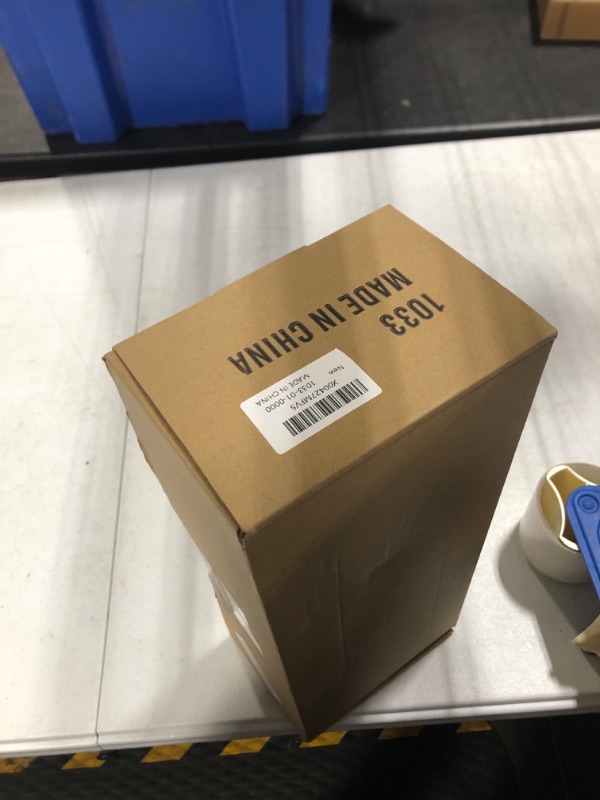 1033
MADE IN CHINA
X00427MFV5
1033-01-0000
MADE IN CHINA
New